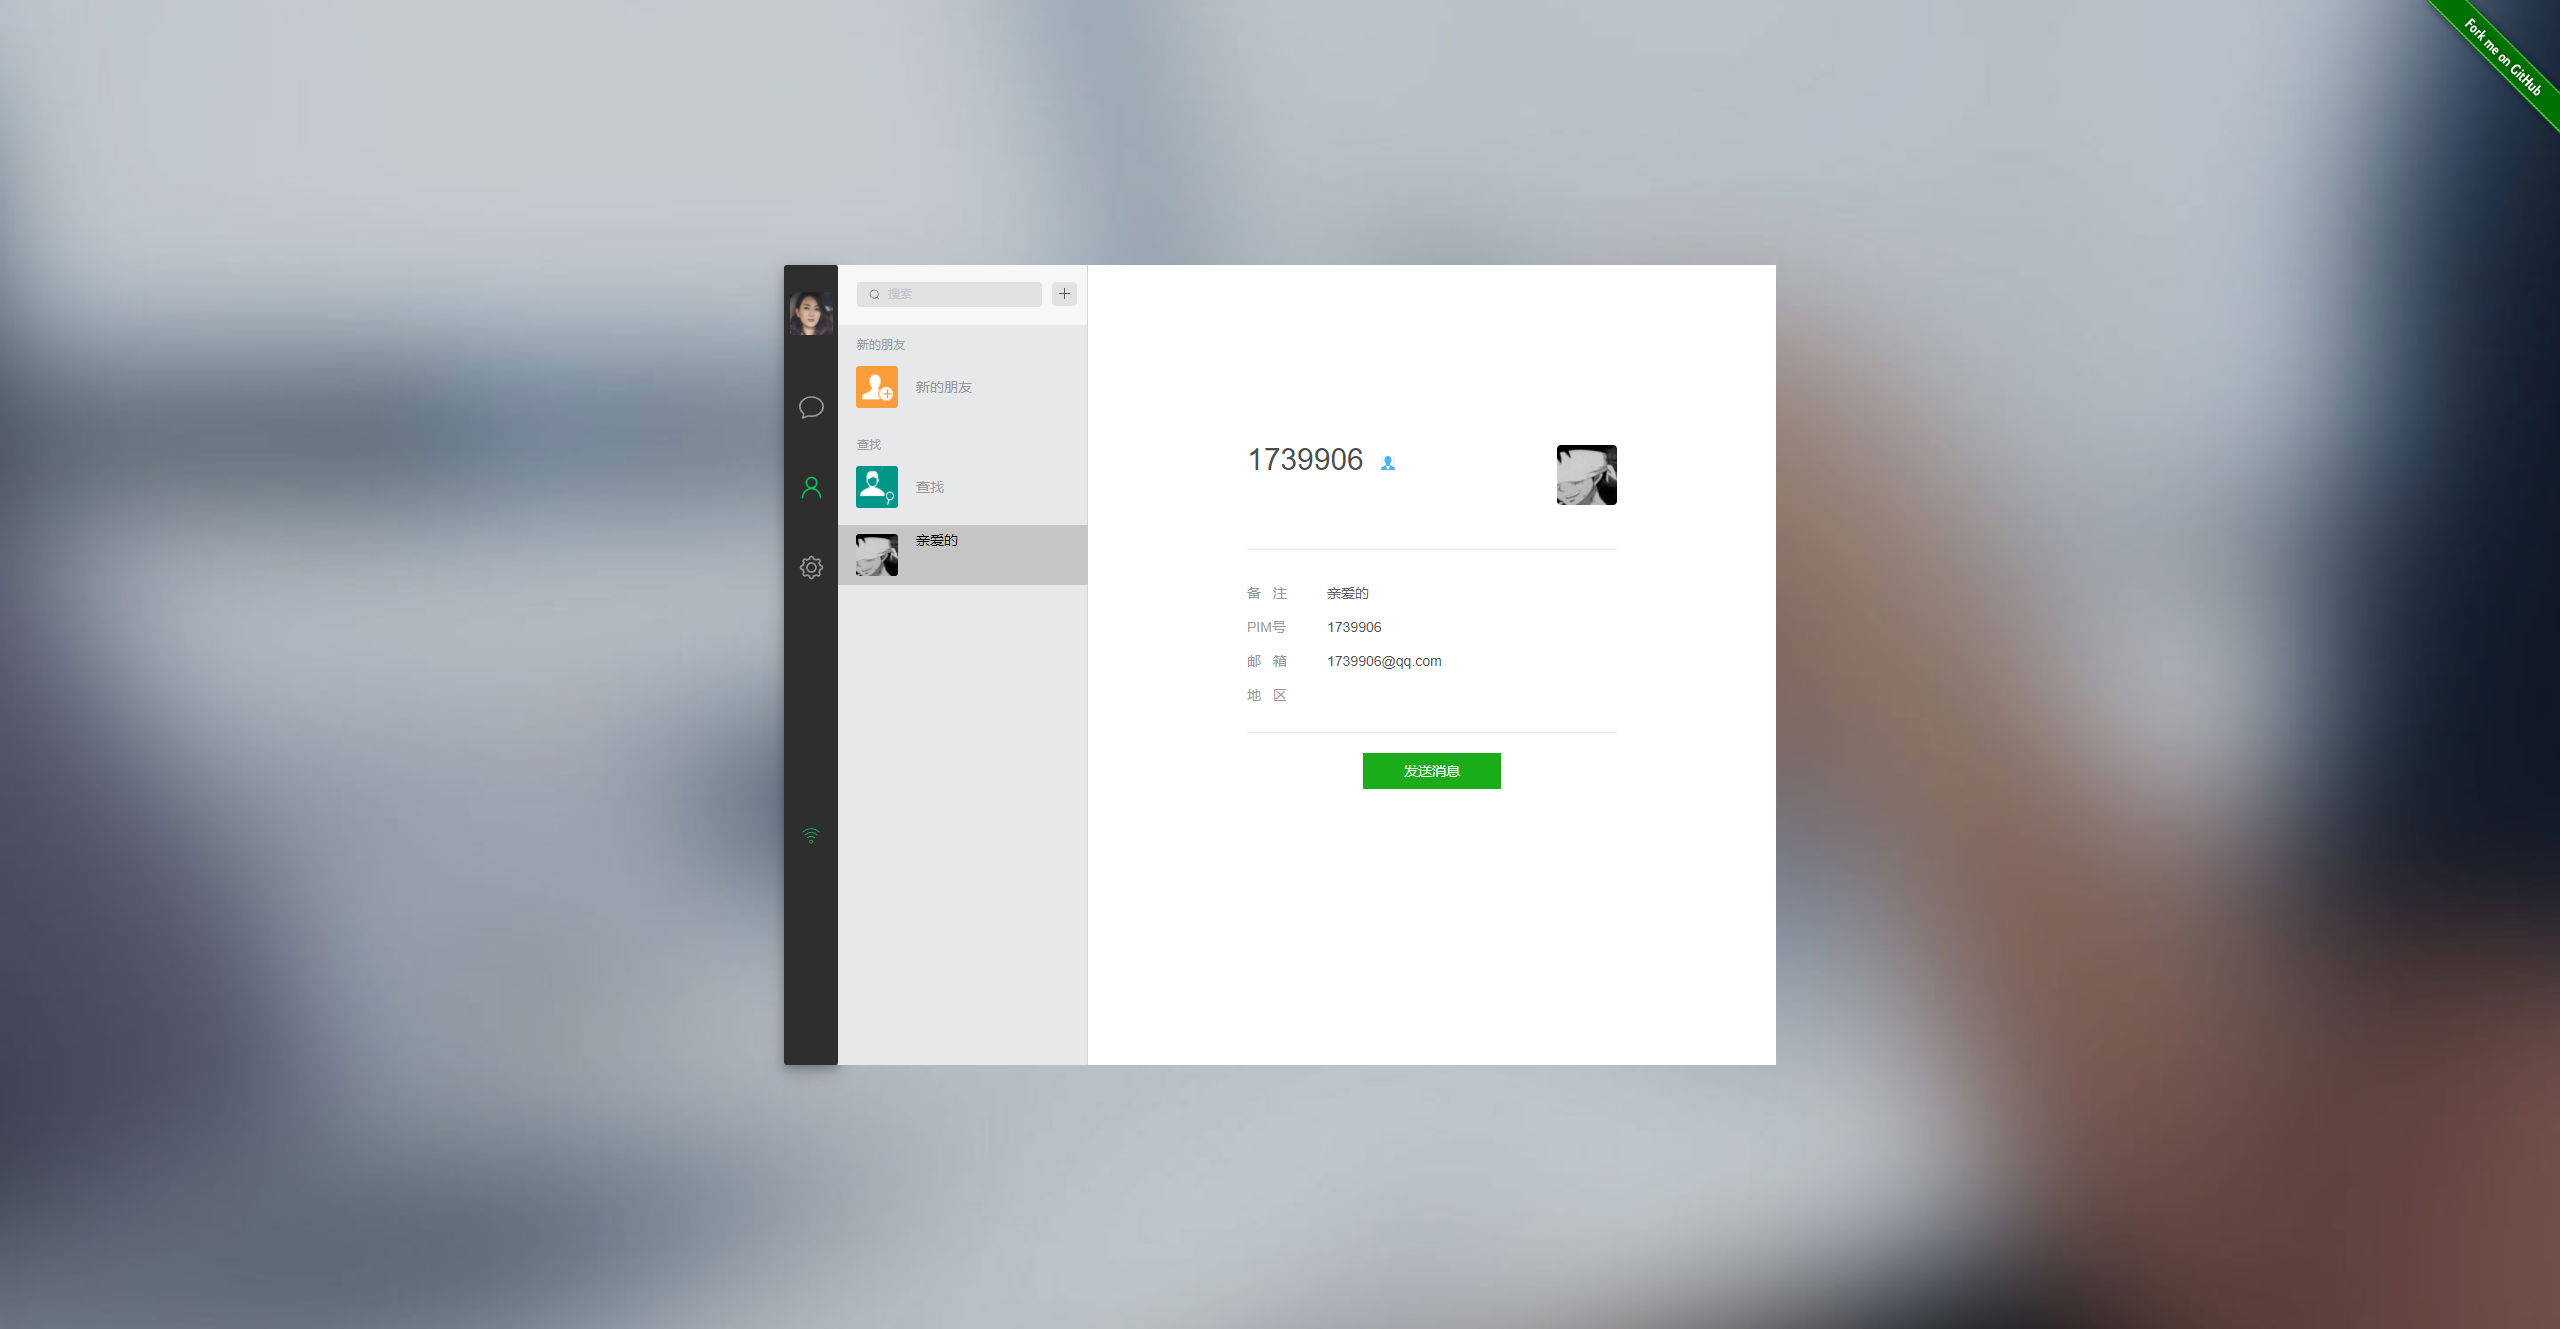 Fork me on GitHub
搜索
新的朋友
新的朋友
查找
查找
亲爱的
1739906
备 注 亲爱的
PIM号 1739906
邮 箱 1739906@qq.com
地 区
发送消息